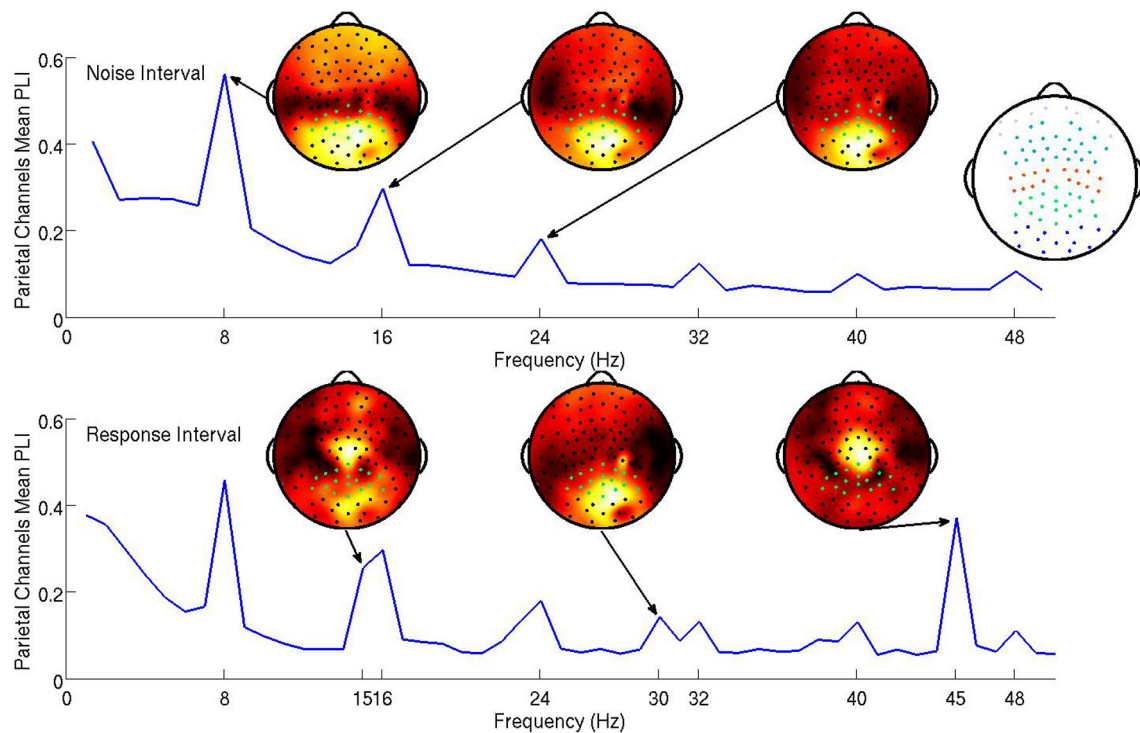 0.6
Noise Interval
0.4
0.2
0
Parietal Channels Mean PLI
0 8 16 24 32 40 48
Frequency (Hz)
0.6
Response Interval
0.4
0.2
0
Parietal Channels Mean PLI
0 8 15 16 24 30 32 40 45 48
Frequency (Hz)